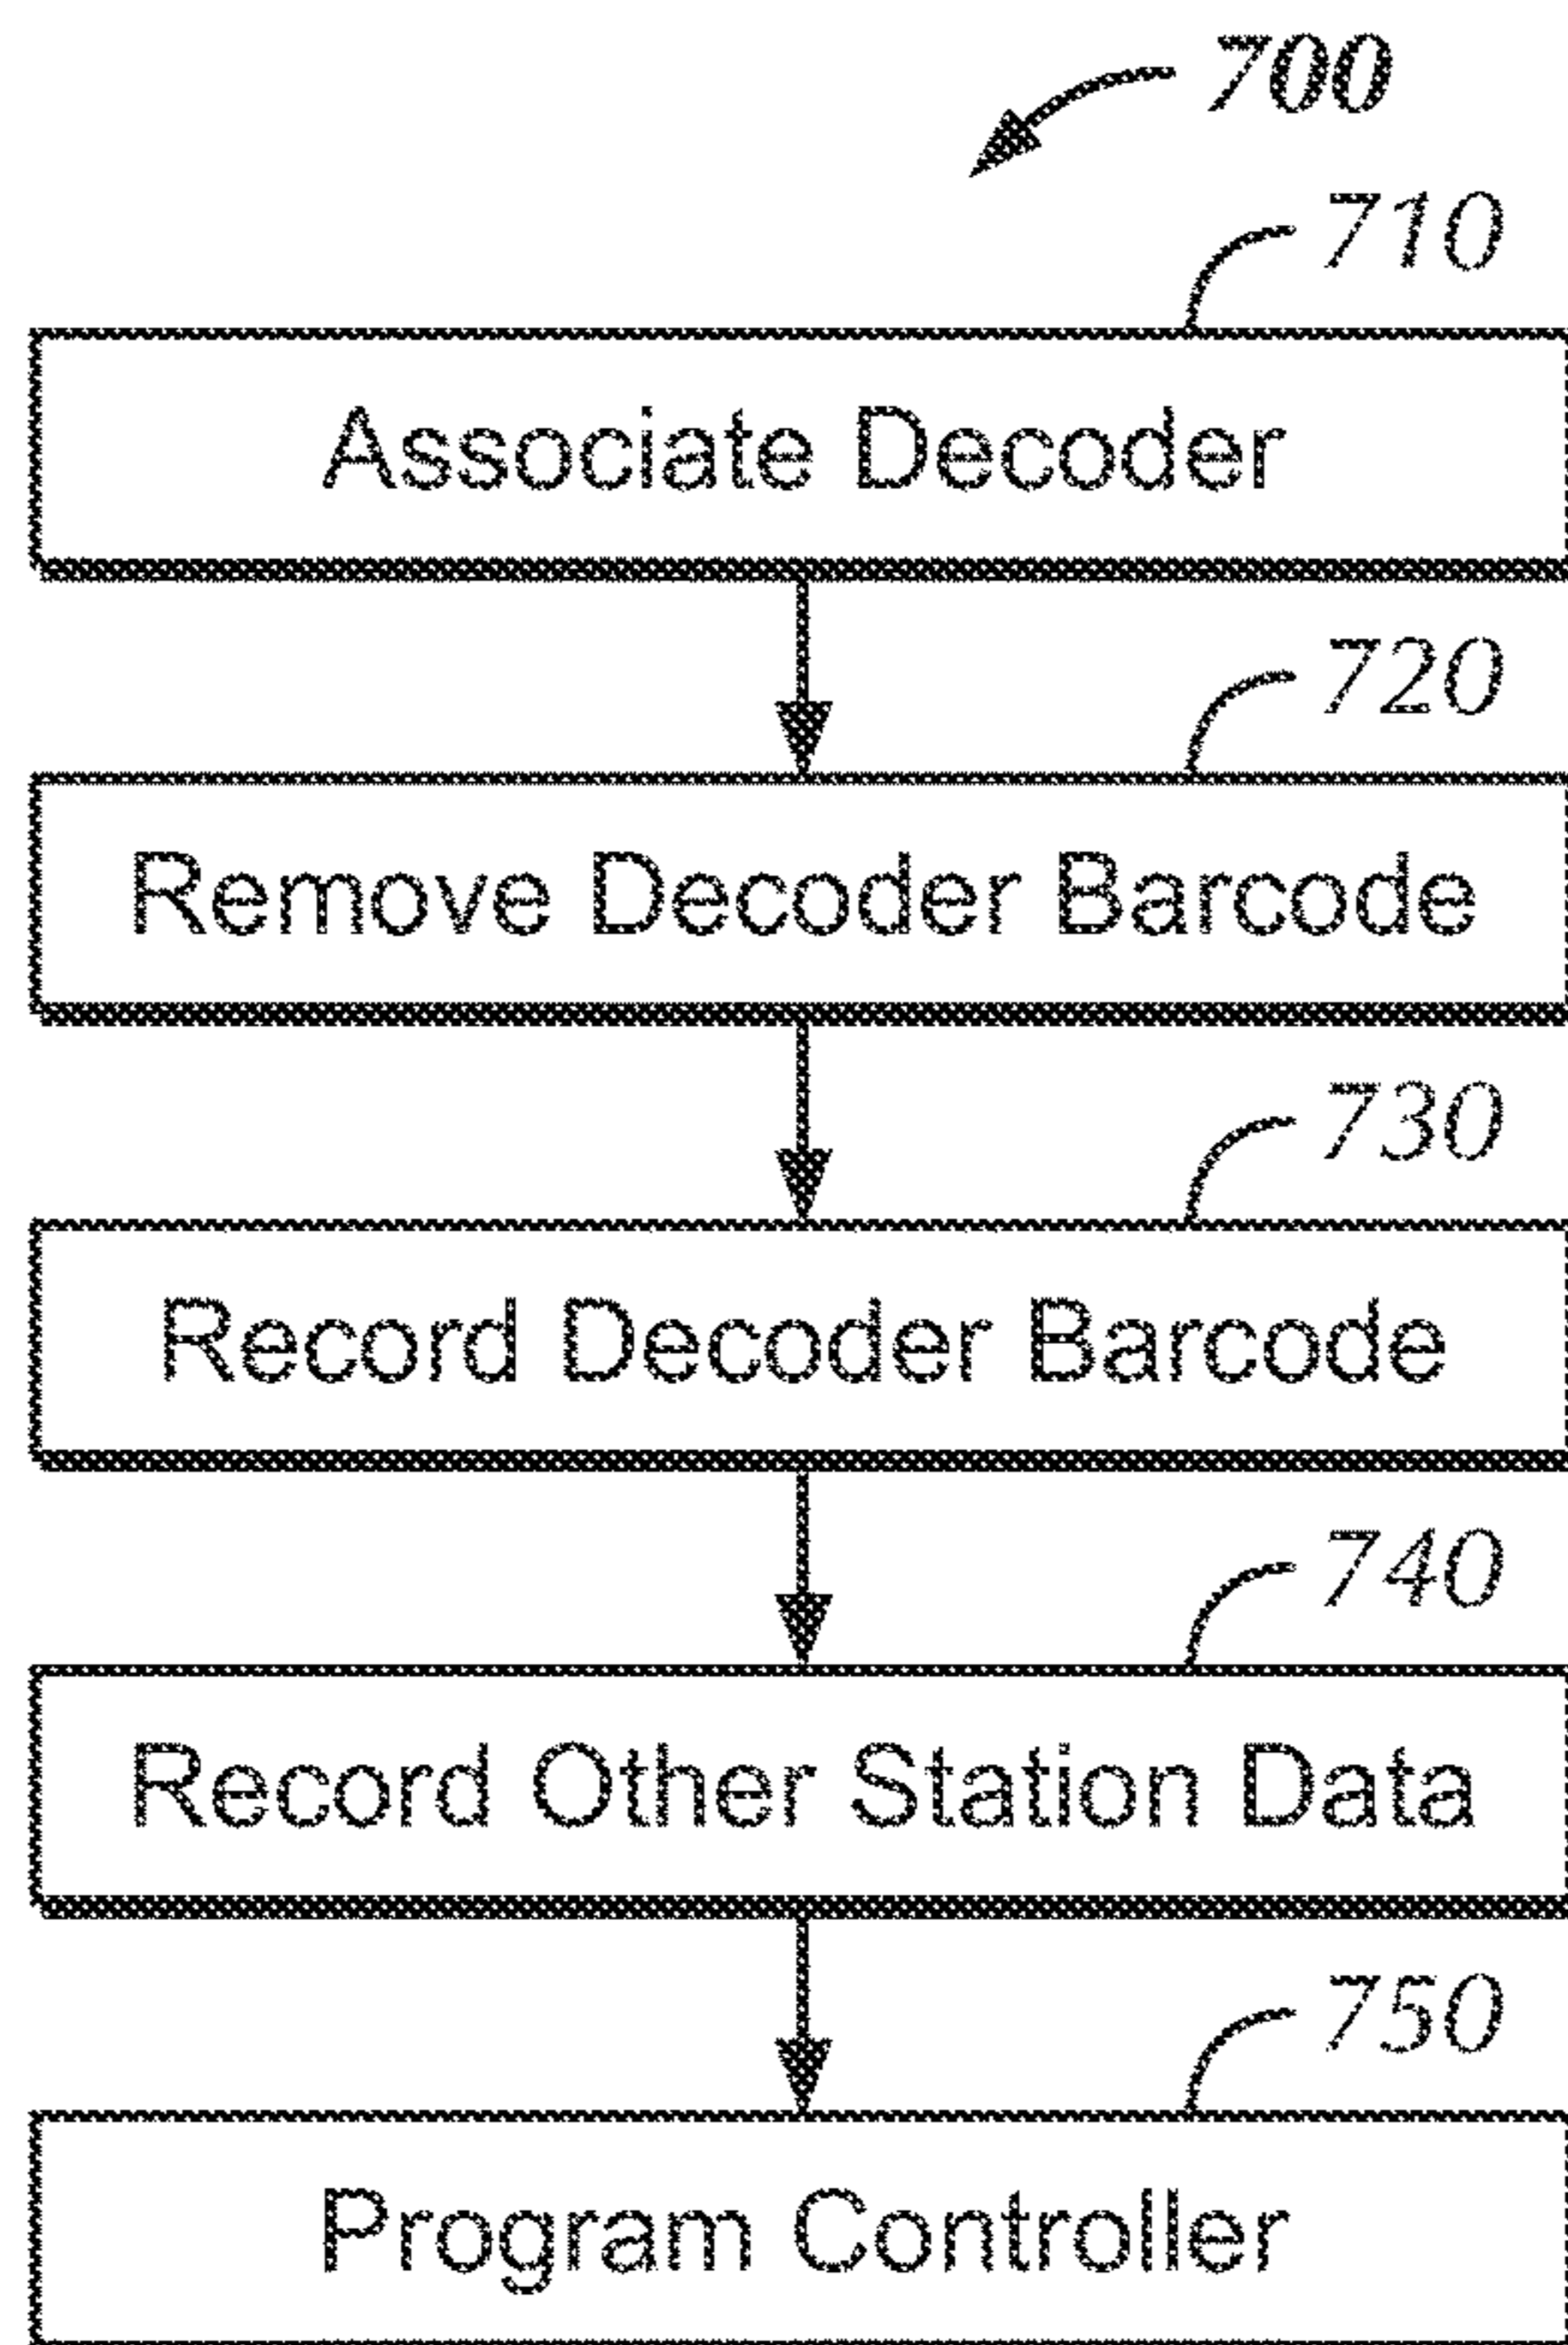 700
710
Associate Decoder
720
Remove Decoder Barcode
730
Record Decoder Barcode
740
Record Other Station Data
750
Program Controller